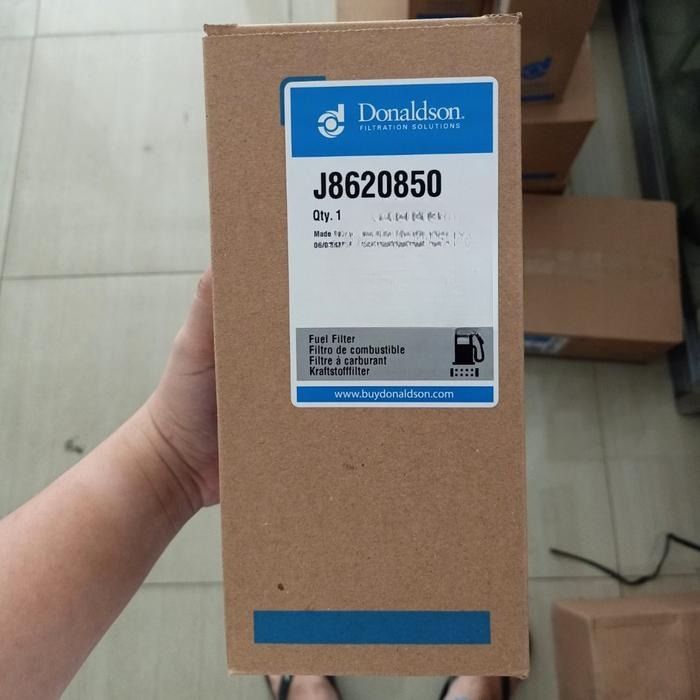 Donaldson®
FILTRATION SOLUTIONS
J8620850
Qty. 1
Made
Fuel Filter
Filtro de combustible
Filtre à carburant
Kraftstofffilter
www.buydonaldson.com